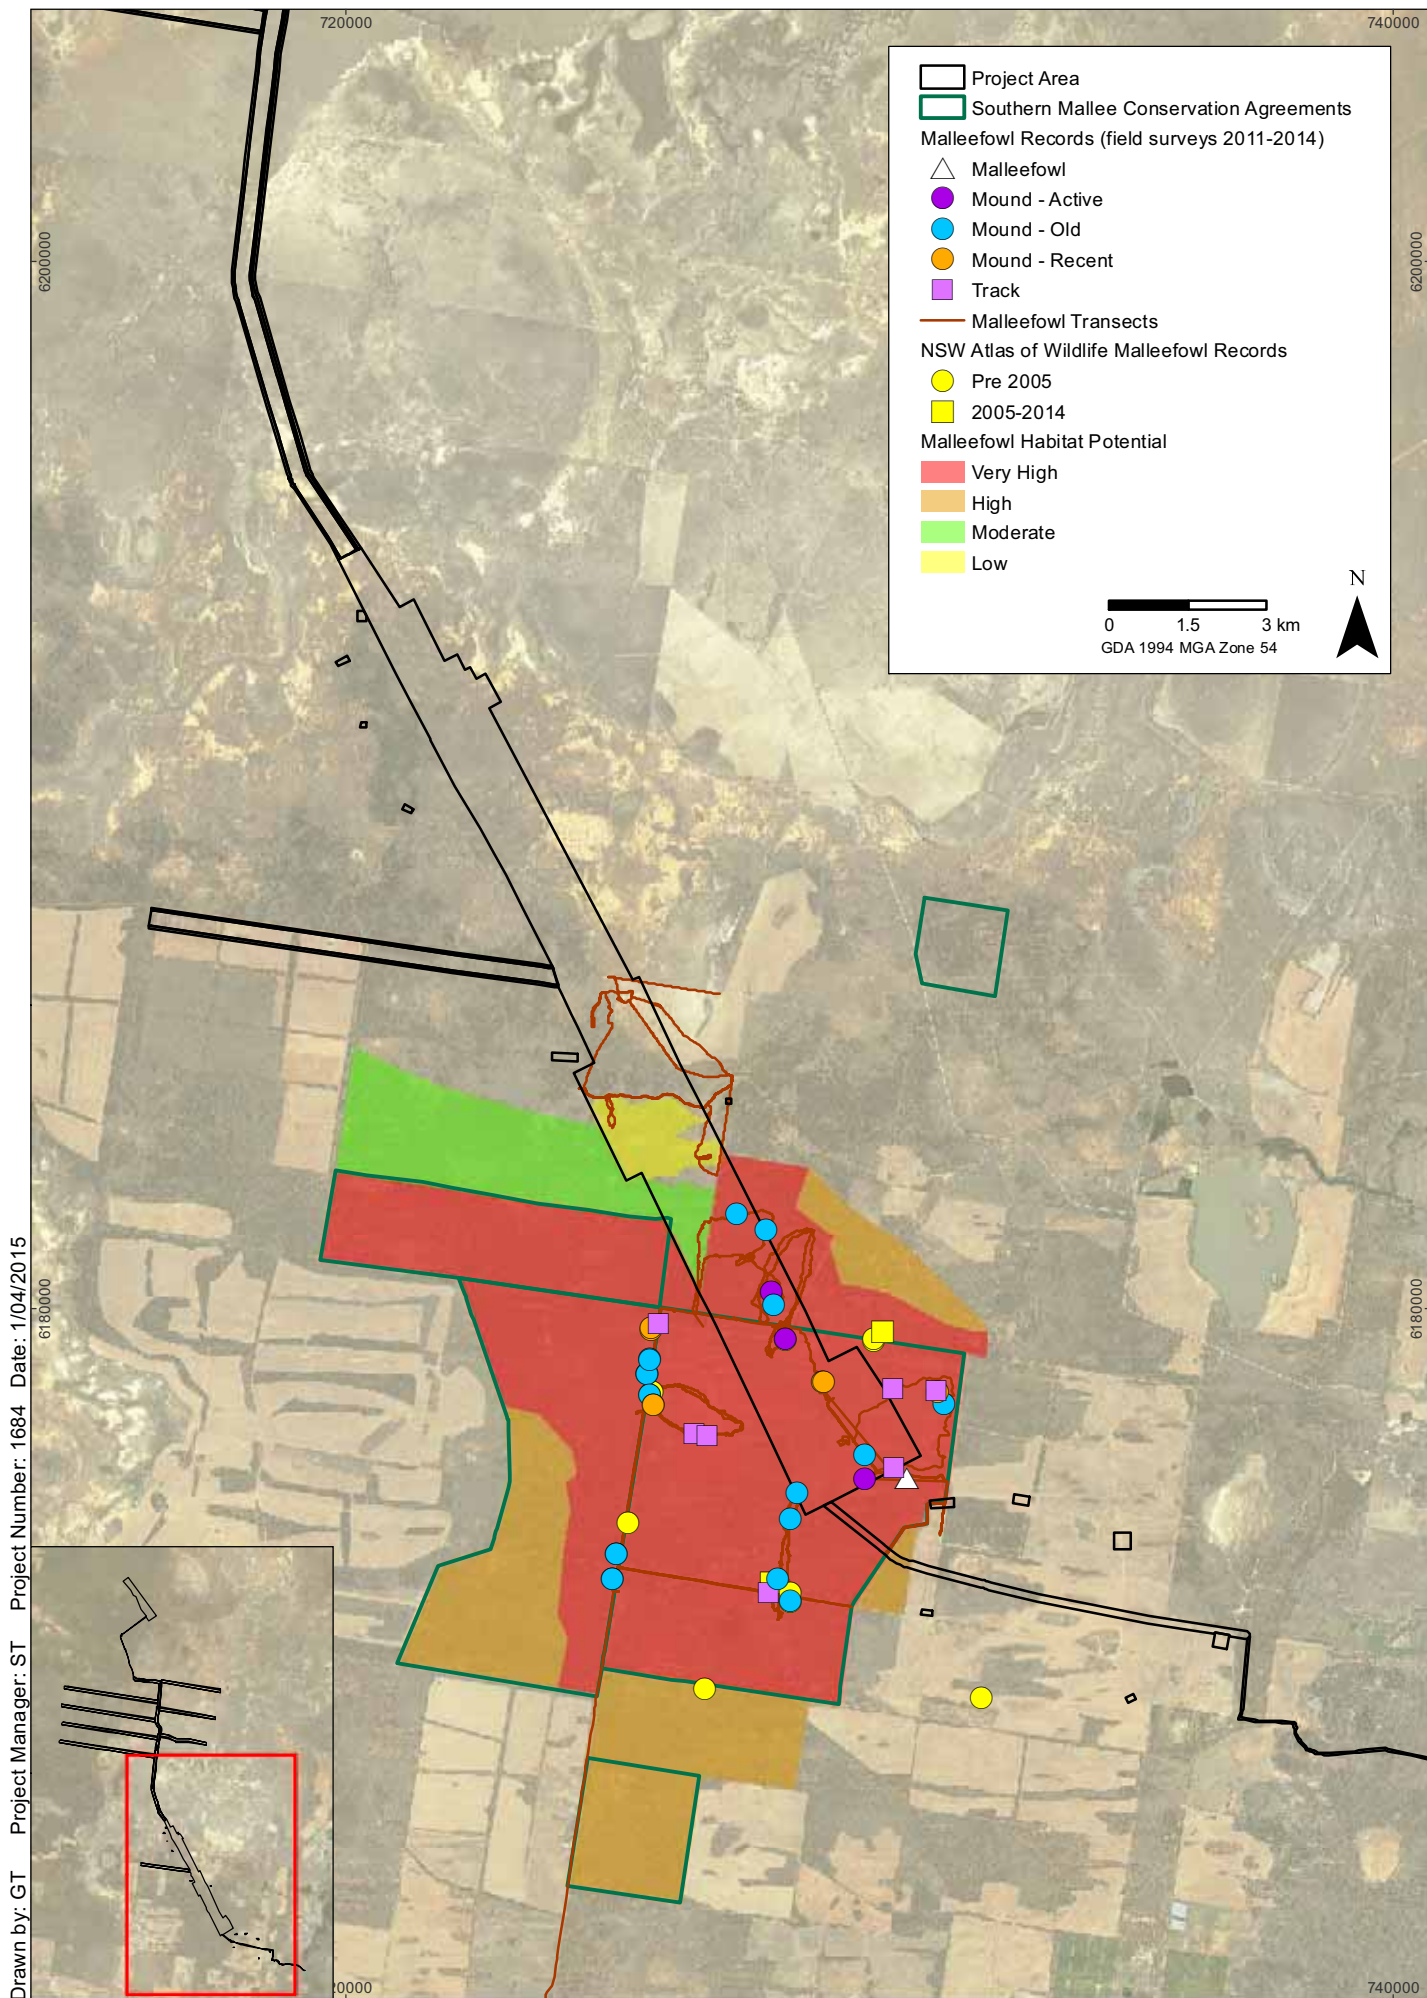 720000
740000
Project Area
Southern Mallee Conservation Agreements
Malleefowl Records (field surveys 2011-2014)
Malleefowl
Mound - Active
Mound - Old
Mound - Recent
Track
Malleefowl Transects
NSW Atlas of Wildlife Malleefowl Records
Pre 2005
2005-2014
Malleefowl Habitat Potential
Very High
High
Moderate
Low
N
0 1.5 3 km
GDA 1994 MGA Zone 54
6200000
6200000
6180000
6180000
Drawn by: GT Project Manager: ST Project Number: 1684 Date: 1/04/2015
20000
740000